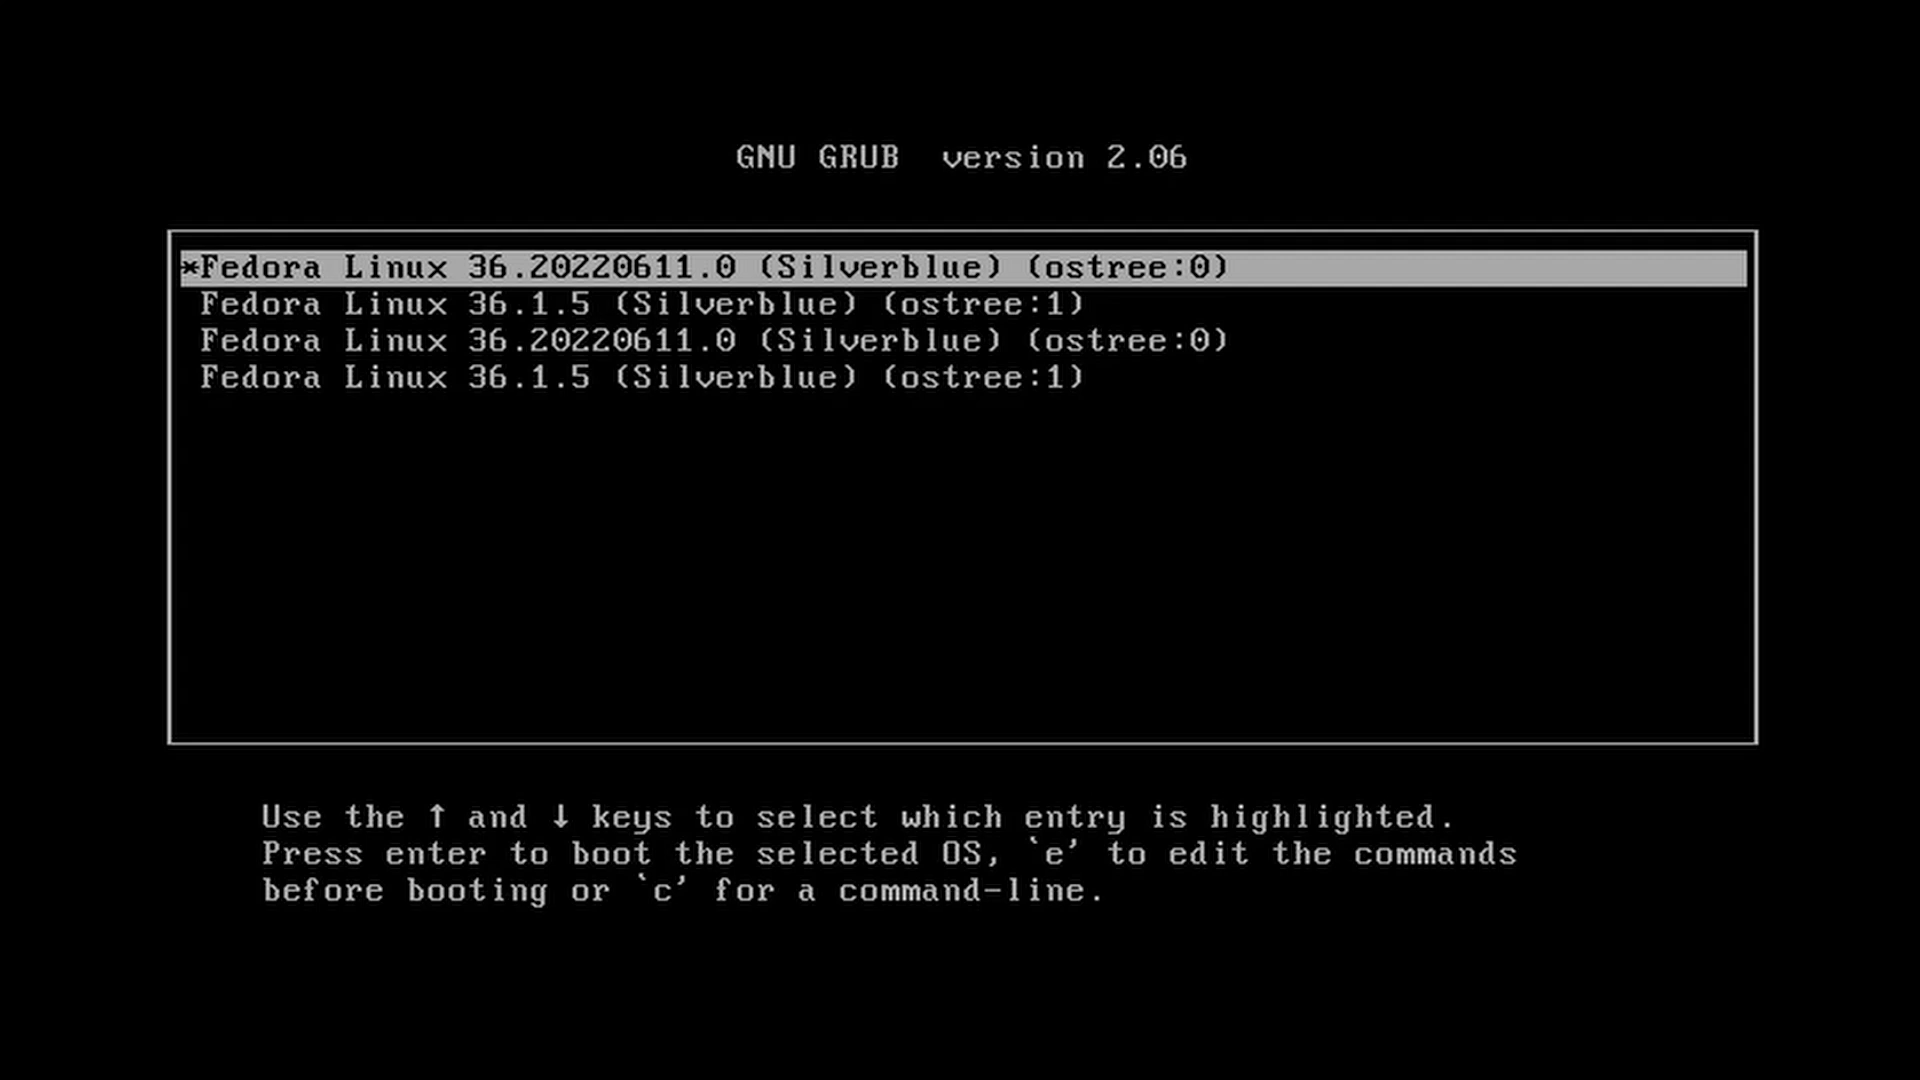 GNU GRUB  version 2.06
*Fedora Linux 36.20220611.0 (Silverblue) (ostree:0)
Fedora Linux 36.1.5 (Silverblue) (ostree:1)
Fedora Linux 36.20220611.0 (Silverblue) (ostree:0)
Fedora Linux 36.1.5 (Silverblue) (ostree:1)
Use the ↑ and ↓ keys to select which entry is highlighted.
Press enter to boot the selected OS, `e' to edit the commands
before booting or `c' for a command-line.